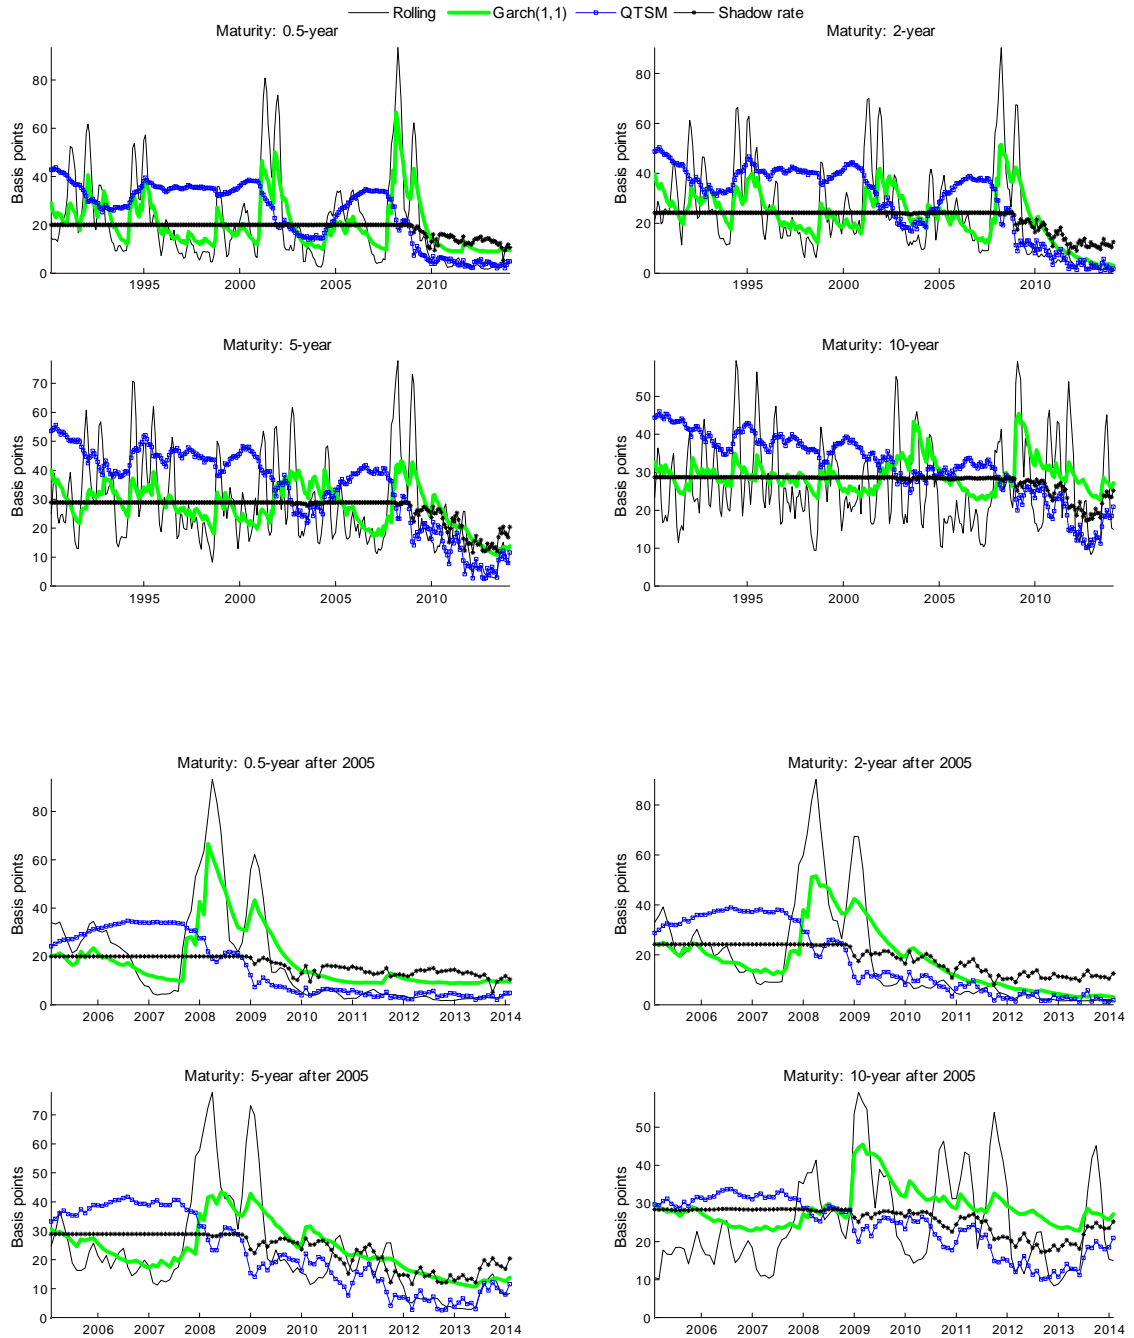 Rolling Garch(1,1) QTSM Shadow rate
Maturity: 0.5-year
Basis points
80
60
40
20
0
1995 2000 2005 2010
Maturity: 2-year
Basis points
80
60
40
20
0
1995 2000 2005 2010
Maturity: 5-year
Basis points
70
60
50
40
30
20
10
0
1995 2000 2005 2010
Maturity: 10-year
Basis points
50
40
30
20
10
0
1995 2000 2005 2010
Maturity: 0.5-year after 2005
Basis points
80
60
40
20
0
2006 2007 2008 2009 2010 2011 2012 2013 2014
Maturity: 2-year after 2005
Basis points
80
60
40
20
0
2006 2007 2008 2009 2010 2011 2012 2013 2014
Maturity: 5-year after 2005
Basis points
70
60
50
40
30
20
10
0
2006 2007 2008 2009 2010 2011 2012 2013 2014
Maturity: 10-year after 2005
Basis points
50
40
30
20
10
0
2006 2007 2008 2009 2010 2011 2012 2013 2014